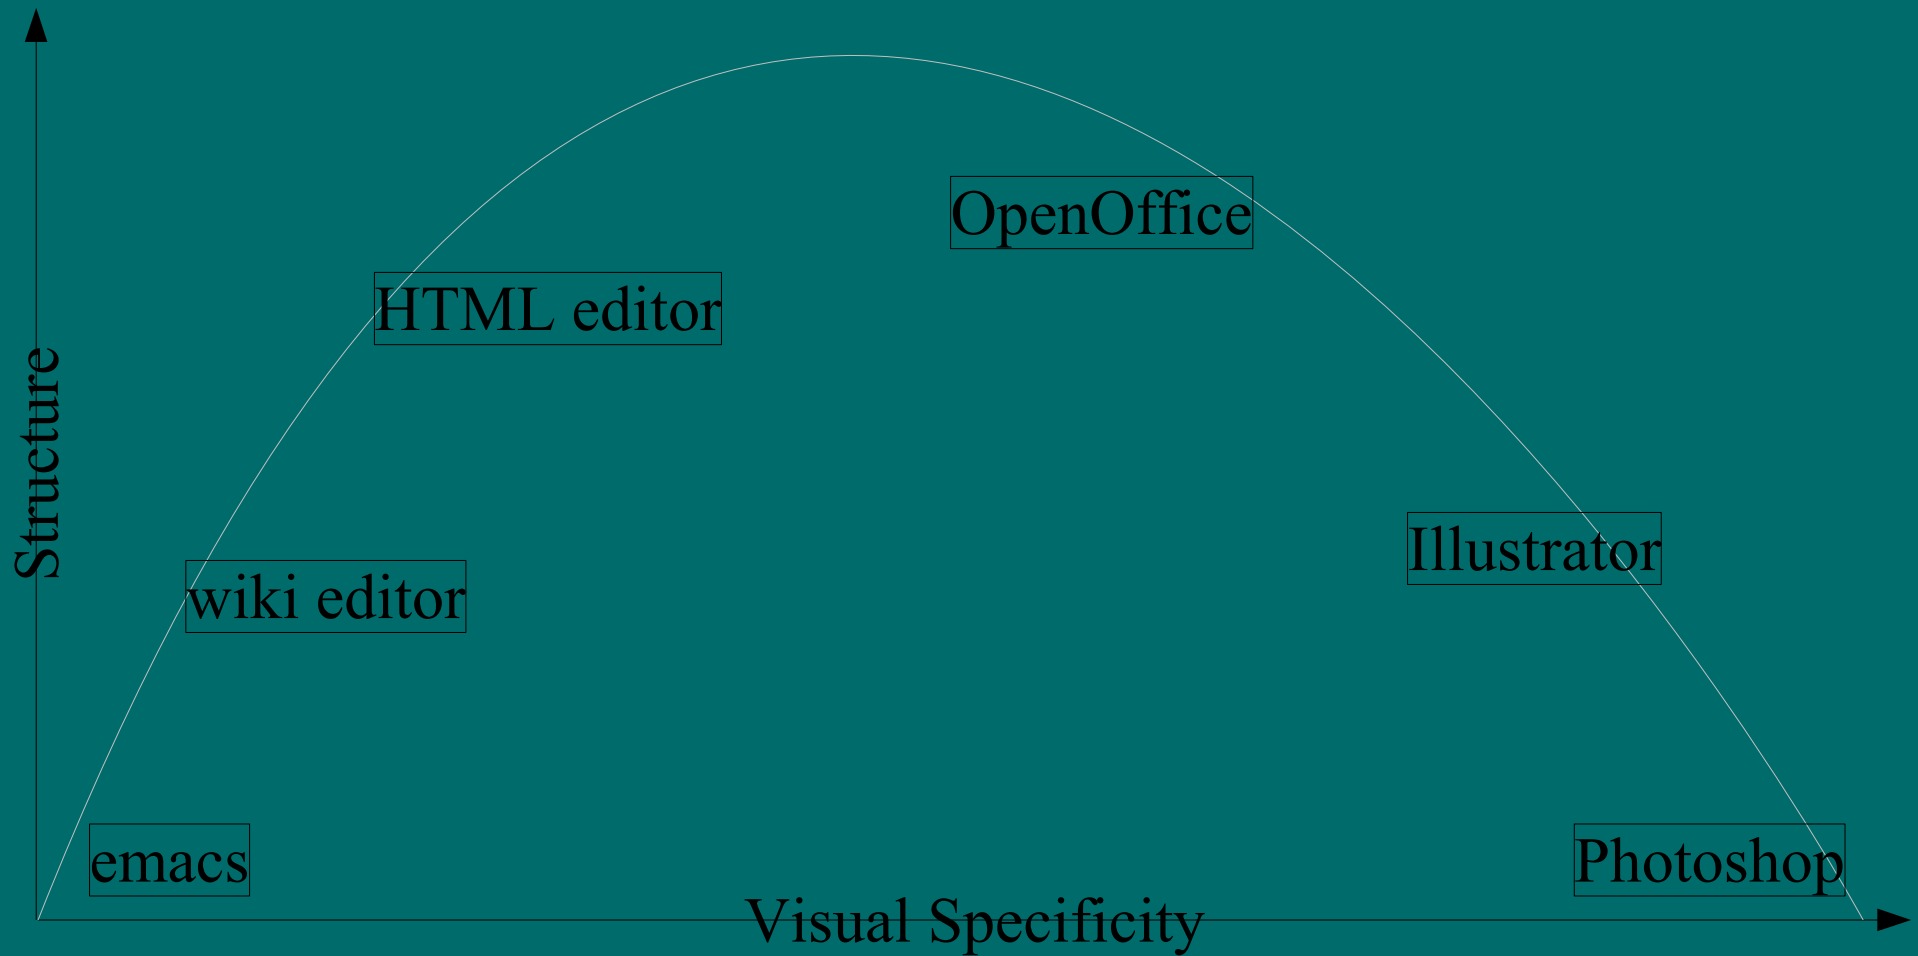 OpenOffice
HTML editor
Structure
Illustrator
wiki editor
emacs
Photoshop
Visual Specificity